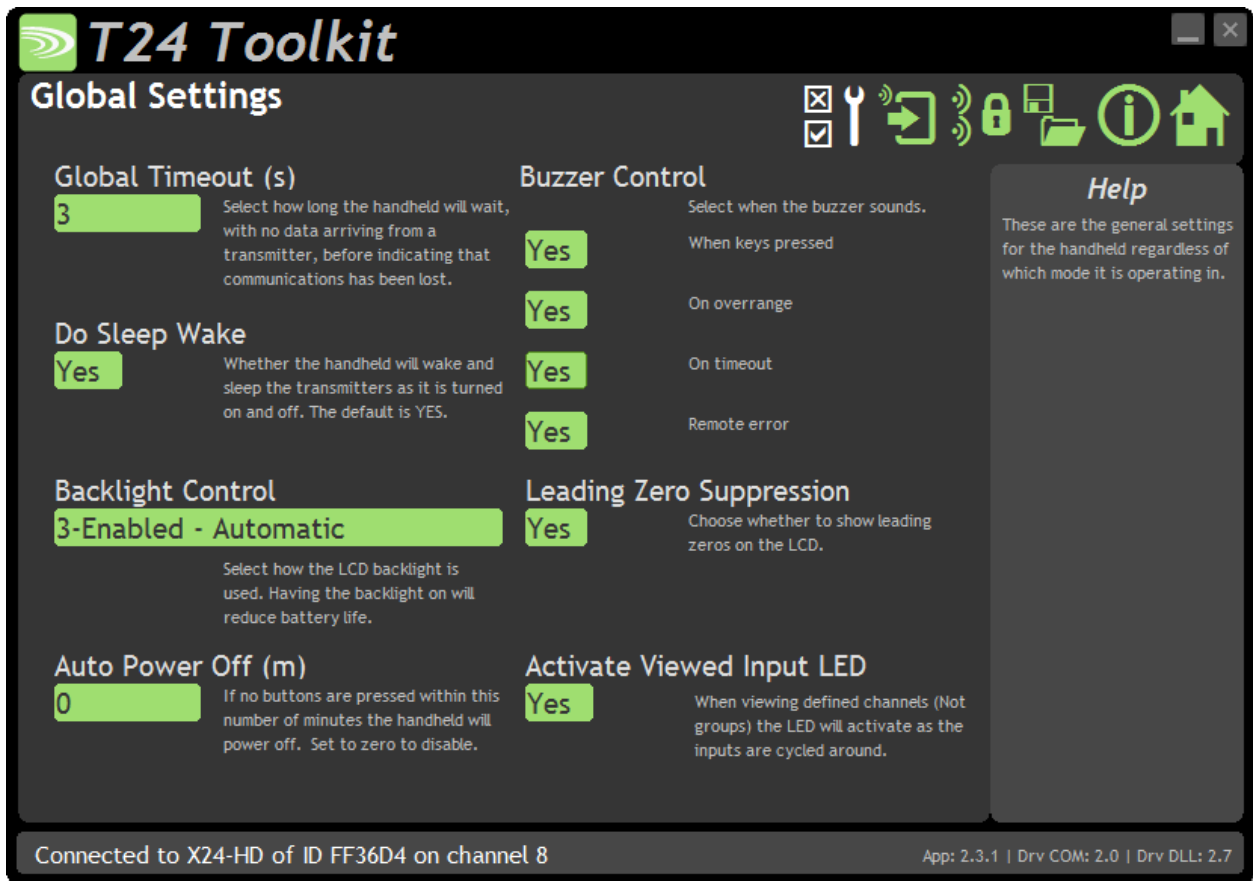 T24 Toolkit
Global Settings
Global Timeout (s)
3
Select how long the handheld will wait,
with no data arriving from a
transmitter, before indicating that
communications has been lost.
Do Sleep Wake
Yes
Whether the handheld will wake and
sleep the transmitters as it is turned
on and off. The default is YES.
Backlight Control
3-Enabled - Automatic
Select how the LCD backlight is
used. Having the backlight on will
reduce battery life.
Auto Power Off (m)
0
If no buttons are pressed within this
number of minutes the handheld will
power off. Set to zero to disable.
Buzzer Control
Select when the buzzer sounds.
Yes
When keys pressed
Yes
On overrange
Yes
On timeout
Yes
Remote error
Leading Zero Suppression
Yes
Choose whether to show leading
zeros on the LCD.
Activate Viewed Input LED
Yes
When viewing defined channels (Not
groups) the LED will activate as the
inputs are cycled around.
Help
These are the general settings
for the handheld regardless of
which mode it is operating in.
Connected to X24-HD of ID FF36D4 on channel 8
App: 2.3.1 | Drv COM: 2.0 | Drv DLL: 2.7